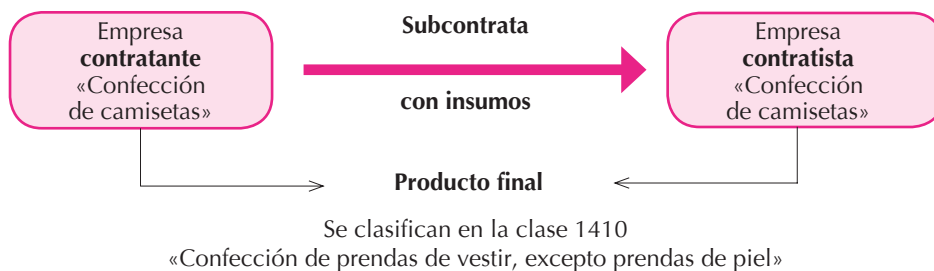 Empresa
contratante
«Confección
de camisetas»
Subcontrata
con insumos
Empresa
contratista
«Confección
de camisetas»
Producto final
Se clasifican en la clase 1410
«Confección de prendas de vestir, excepto prendas de piel»